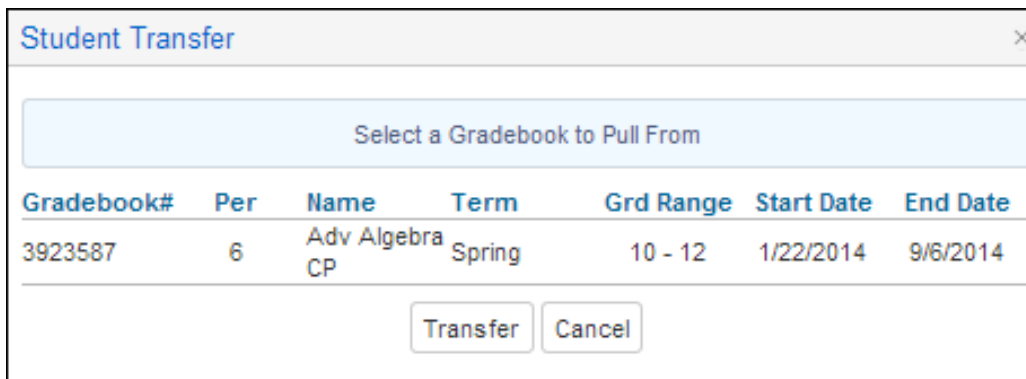 Student Transfer ×
Select a Gradebook to Pull From
Gradebook# Per Name Term Grd Range Start Date End Date
3923587 6 Adv Algebra CP Spring 10 - 12 1/22/2014 9/6/2014
Transfer Cancel